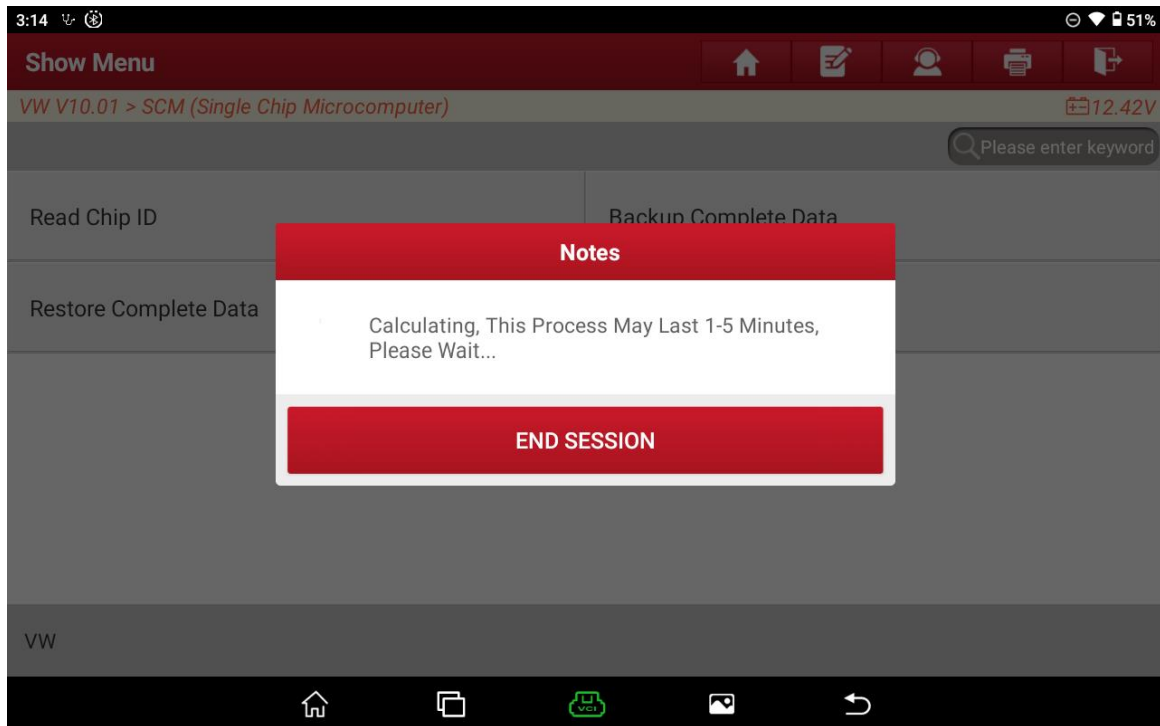 3:14
51%
Show Menu
VW V10.01 > SCM (Single Chip Microcomputer)
12.42V
Please enter keyword
Read Chip ID
Backup Complete Data
Notes
Restore Complete Data
Calculating, This Process May Last 1-5 Minutes,
Please Wait...
END SESSION
VW
VCI